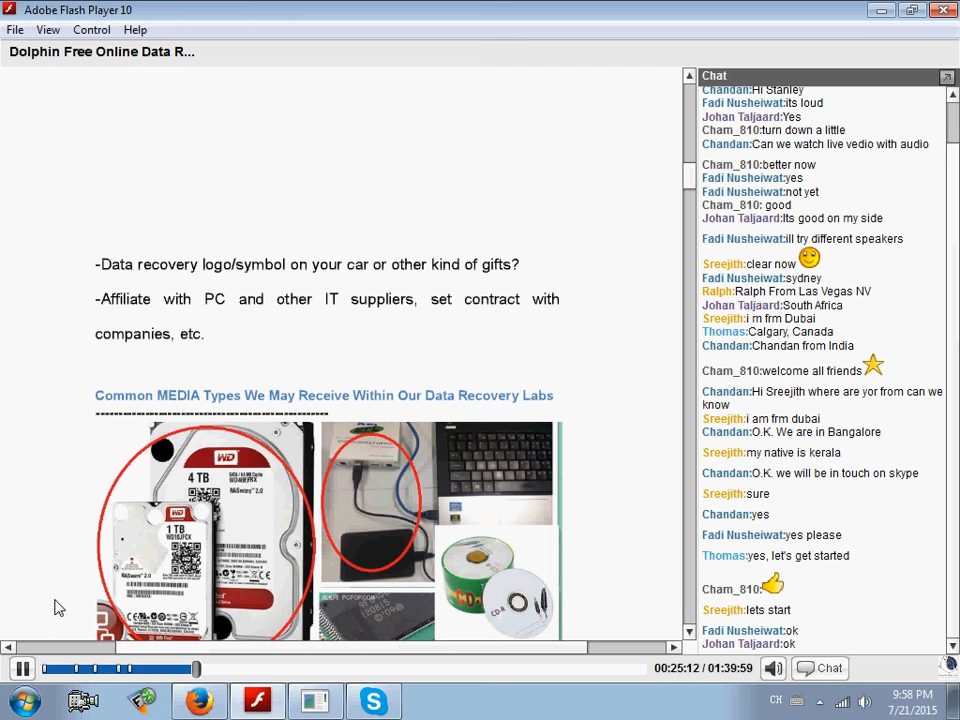 Adobe Flash Player 10
File View Control Help
Dolphin Free Online Data R...
-Data recovery logo/symbol on your car or other kind of gifts?
-Affiliate with PC and other IT suppliers, set contract with
companies, etc.
Common MEDIA Types We May Receive Within Our Data Recovery Labs
WD
4 TB
NASware 2.0
WD
1 TB
WD10JFCX
NASware 2.0
CD-R
Chat
Chandan:Hi Stanley
Fadi Nusheiwat:its loud
Johan Taljaard:Yes
Cham_810:turn down a little
Chandan:Can we watch live vedio with audio
Cham_810:better now
Fadi Nusheiwat:yes
Fadi Nusheiwat:not yet
Cham_810: good
Johan Taljaard:Its good on my side
Fadi Nusheiwat:ill try different speakers
Sreejith:clear now
Fadi Nusheiwat:sydney
Ralph:Ralph From Las Vegas NV
Johan Taljaard:South Africa
Sreejith:i m frm Dubai
Thomas:Calgary, Canada
Chandan:Chandan from India
Cham_810:welcome all friends
Chandan:Hi Sreejith where are yor from can we
know
Sreejith:i am frm dubai
Chandan:O.K. We are in Bangalore
Sreejith:my native is kerala
Chandan:O.K. we will be in touch on skype
Sreejith:sure
Chandan:yes
Fadi Nusheiwat:yes please
Thomas:yes, let's get started
Cham_810:
Sreejith:lets start
Fadi Nusheiwat:ok
Johan Taljaard:ok
00:25:12 / 01:39:59
Chat
CH
9:58 PM
7/21/2015